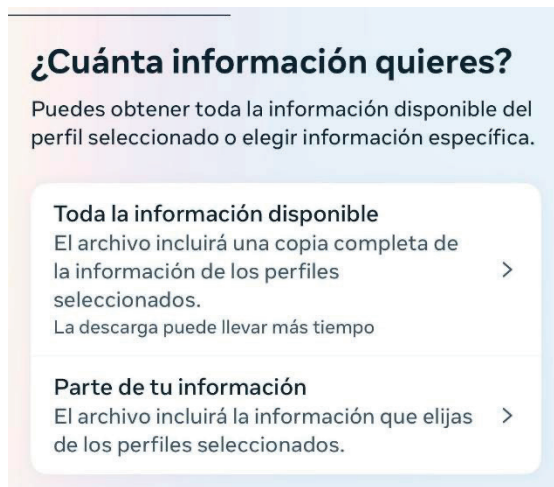 ¿Cuánta información quieres?
Puedes obtener toda la información disponible del
perfil seleccionado o elegir información específica.
Toda la información disponible
El archivo incluirá una copia completa de
la información de los perfiles
seleccionados.
La descarga puede llevar más tiempo
Parte de tu información
El archivo incluirá la información que elijas
de los perfiles seleccionados.